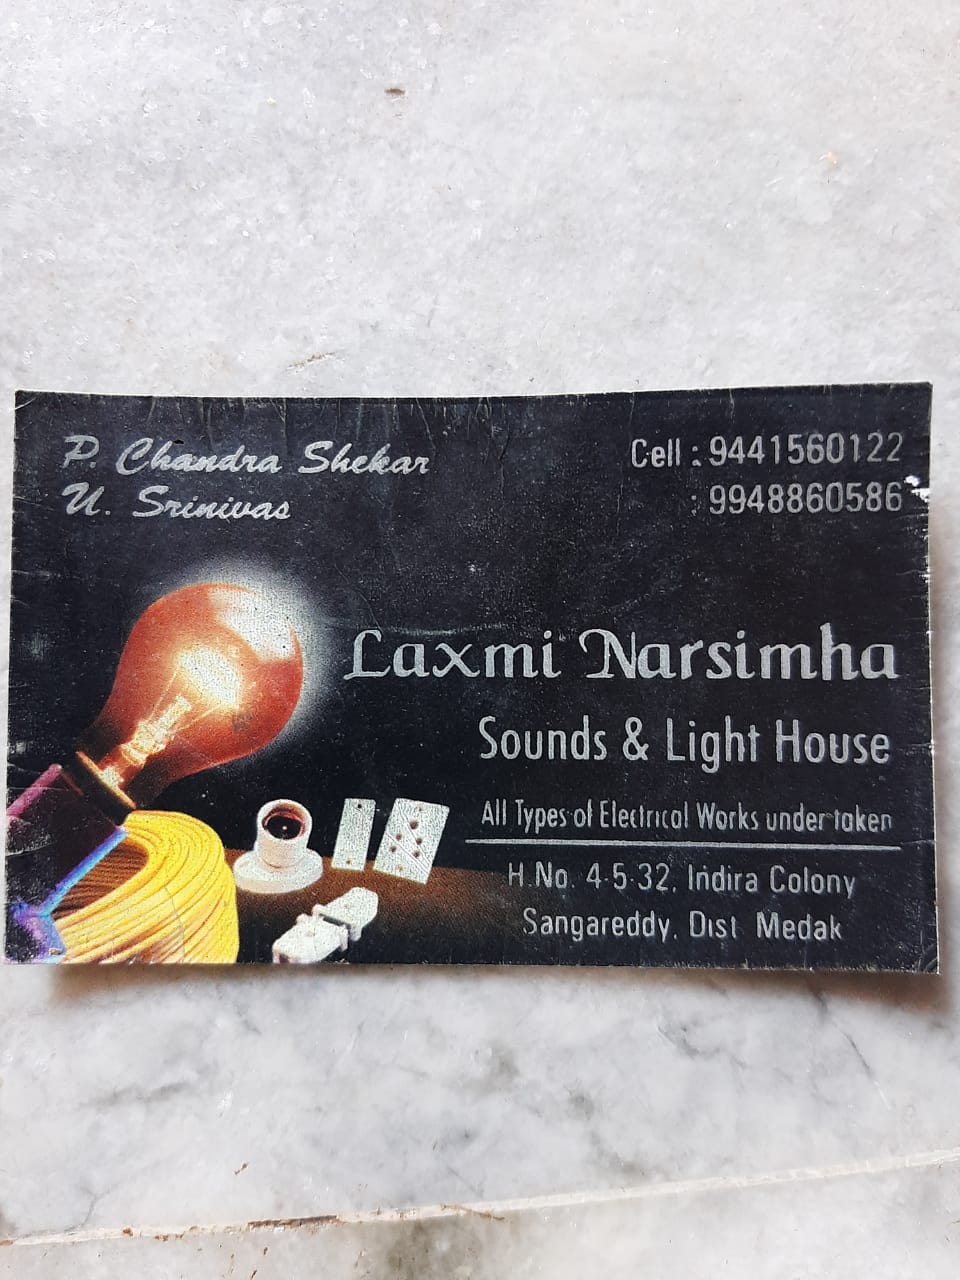 P. Chandra Shekar
U. Srinivas
Cell : 9441560122
: 9948860586
Laxmi Narsimha
Sounds & Light House
All Types of Electrical Works under taken
H.No. 4-5-32, Indira Colony
Sangareddy, Dist Medak